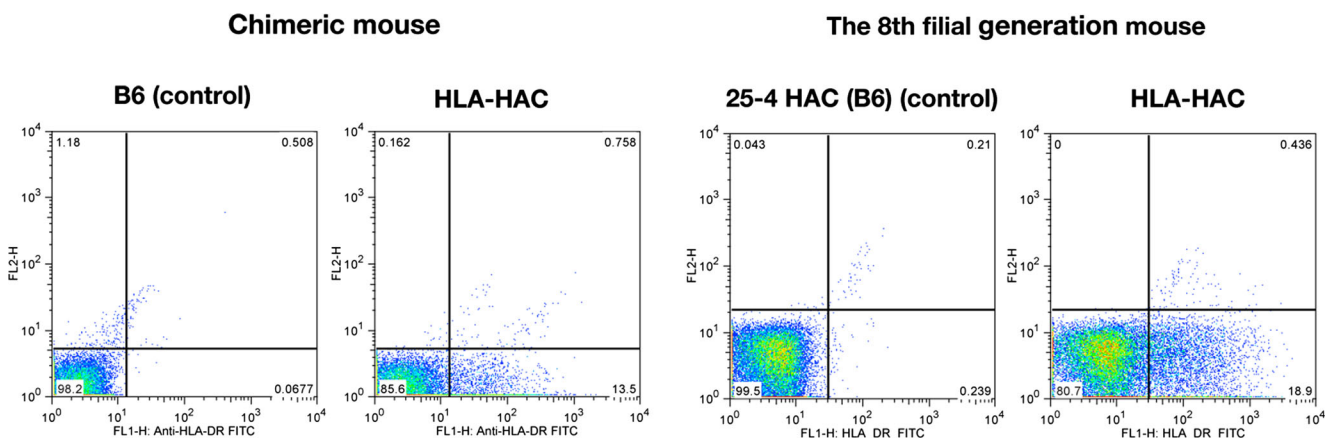 Chimeric mouse
The 8th filial generation mouse
B6 (control)
HLA-HAC
25-4 HAC (B6) (control)
HLA-HAC
10^4
1.18
0.508
10^3
10^2
10^1
10^0
98.2
0.0677
FL2-H
10^0 10^1 10^2 10^3 10^4
FL1-H: Anti-HLA-DR FITC
10^4
0.162
0.758
10^3
10^2
10^1
10^0
85.6
13.5
FL2-H
10^0 10^1 10^2 10^3 10^4
FL1-H: Anti-HLA-DR FITC
10^4
0.043
0.21
10^3
10^2
10^1
10^0
99.5
0.239
FL2-H
10^0 10^1 10^2 10^3 10^4
FL1-H: HLA_DR_FITC
10^4
0
0.436
10^3
10^2
10^1
10^0
80.7
18.9
FL2-H
10^0 10^1 10^2 10^3 10^4
FL1-H: HLA_DR_FITC